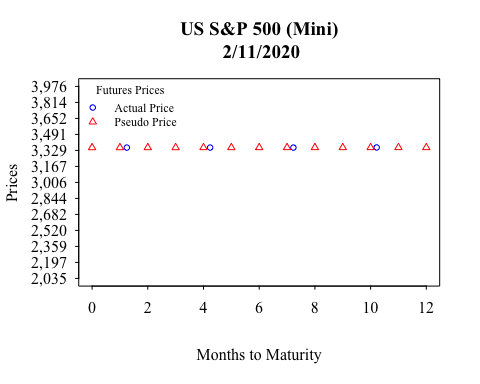 US S&P 500 (Mini)
2/11/2020
Futures Prices
Actual Price
Pseudo Price
Prices
3,976
3,814
3,652
3,491
3,329
3,167
3,006
2,844
2,682
2,520
2,359
2,197
2,035
0 2 4 6 8 10 12
Months to Maturity